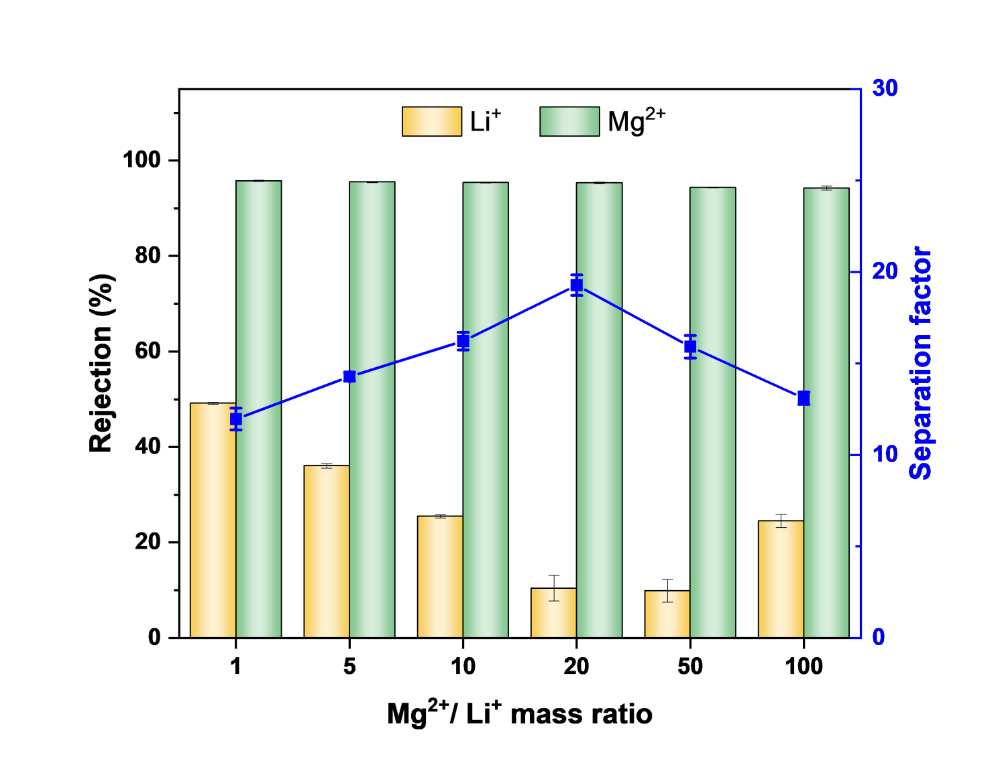 Li⁺ Mg²⁺
Rejection (%)
100
80
60
40
20
0
30
20
10
0
Separation factor
1 5 10 20 50 100
Mg²⁺/ Li⁺ mass ratio